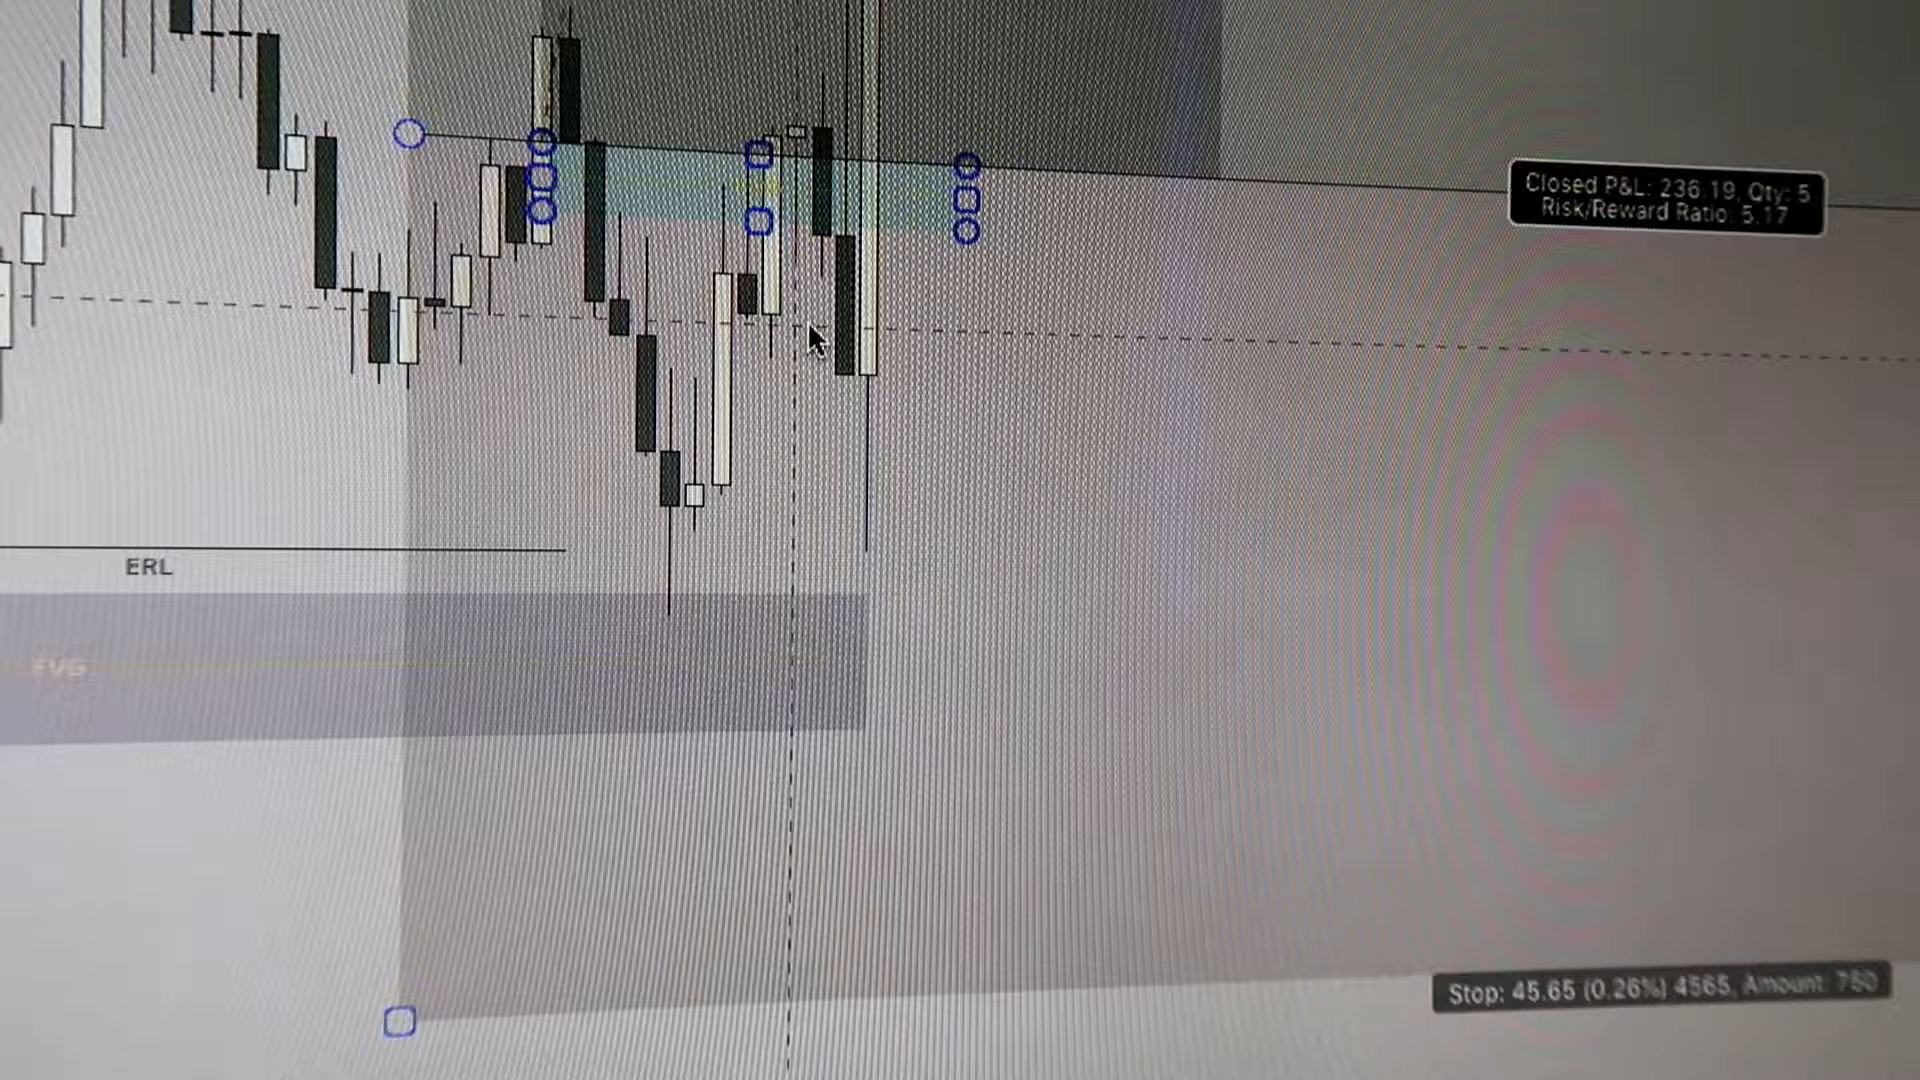 Closed P&L: 236.19, Qty: 5
Risk/Reward Ratio: 5.17
ERL
FVG
Stop: 45.65 (0.26%) 4565, Amount: 750